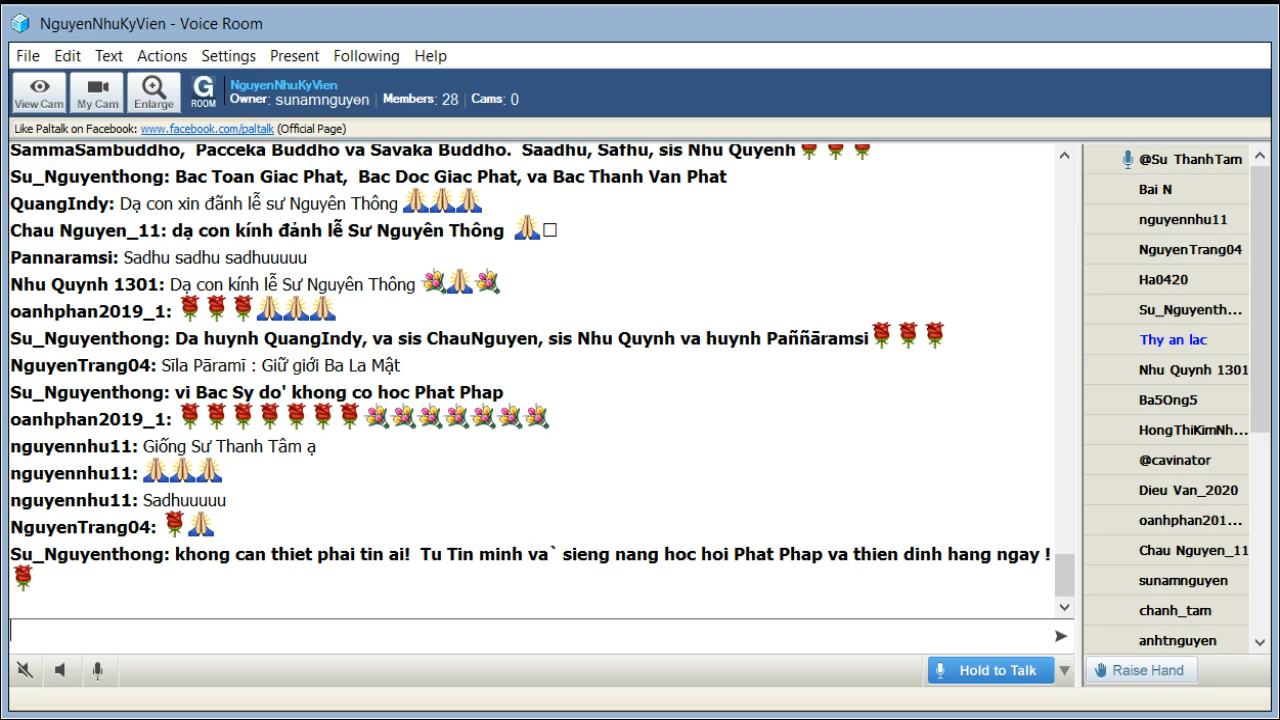 NguyenNhuKyVien - Voice Room
File Edit Text Actions Settings Present Following Help
View Cam My Cam Enlarge
G ROOM
NguyenNhuKyVien
Owner: sunamnguyen | Members: 28 | Cams: 0
Like Paltalk on Facebook: www.facebook.com/paltalk (Official Page)
SammaSambuddho, Pacceka Buddho va Savaka Buddho. Saadhu, Safhu, sis Nhu Quyenh
Su_Nguyenthong: Bac Toan Giac Phat, Bac Doc Giac Phat, va Bac Thanh Van Phat
QuangIndy: Dạ con xin đãnh lễ sư Nguyên Thông
Chau Nguyen_11: dạ con kính đảnh lễ Sư Nguyên Thông
Pannaramsi: Sadhu sadhu sadhuuuuu
Nhu Quynh 1301: Dạ con kính lễ Sư Nguyên Thông
oanhphan2019_1:
Su_Nguyenthong: Da huynh QuangIndy, va sis ChauNguyen, sis Nhu Quynh va huynh Paññāramsi
NguyenTrang04: Sīla Pāramī : Giữ giới Ba La Mật
Su_Nguyenthong: vi Bac Sy do' khong co hoc Phat Phap
oanhphan2019_1:
nguyennhu11: Giống Sư Thanh Tâm ạ
nguyennhu11:
nguyennhu11: Sadhuuuuu
NguyenTrang04:
Su_Nguyenthong: khong can thiet phai tin ai! Tu Tin minh va` sieng nang hoc hoi Phat Phap va thien dinh hang ngay !
@Su ThanhTam
Bai N
nguyennhu11
NguyenTrang04
Ha0420
Su_Nguyenth...
Thy an lac
Nhu Quynh 1301
Ba5Ong5
HongThiKimNh...
@cavinator
Dieu Van_2020
oanhphan201...
Chau Nguyen_11
sunamnguyen
chanh_tam
anhtnguyen
Hold to Talk
Raise Hand